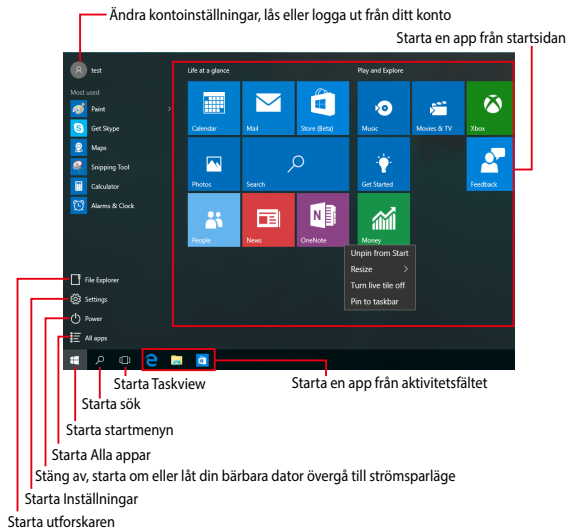 Ändra kontoinställningar, lås eller logga ut från ditt konto
Starta en app från startsidan
test
Most used
Paint
Get Skype
Maps
Snipping Tool
Calculator
Alarms & Clock
File Explorer
Settings
Power
All apps
Life at a glance
Play and Explore
Calendar
Mail
Store (Beta)
Music
Movies & TV
Xbox
Photos
Search
Get Started
Feedback
People
News
OneNote
Money
Unpin from Start
Resize
Turn live tile off
Pin to taskbar
Starta Taskview
Starta en app från aktivitetsfältet
Starta sök
Starta startmenyn
Starta Alla appar
Stäng av, starta om eller låt din bärbara dator övergå till strömsparläge
Starta Inställningar
Starta utforskaren